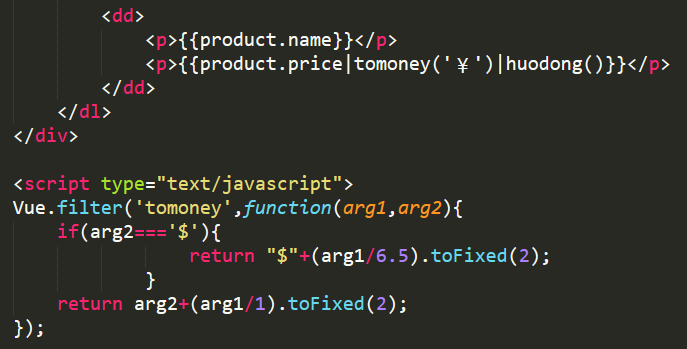 <dd>
<p>{{product.name}}</p>
<p>{{product.price|tomoney('￥')|huodong()}}</p>
</dd>
</dl>
</div>
<script type="text/javascript">
Vue.filter('tomoney',function(arg1,arg2){
if(arg2==='$'){
return "$"+(arg1/6.5).toFixed(2);
}
return arg2+(arg1/1).toFixed(2);
});